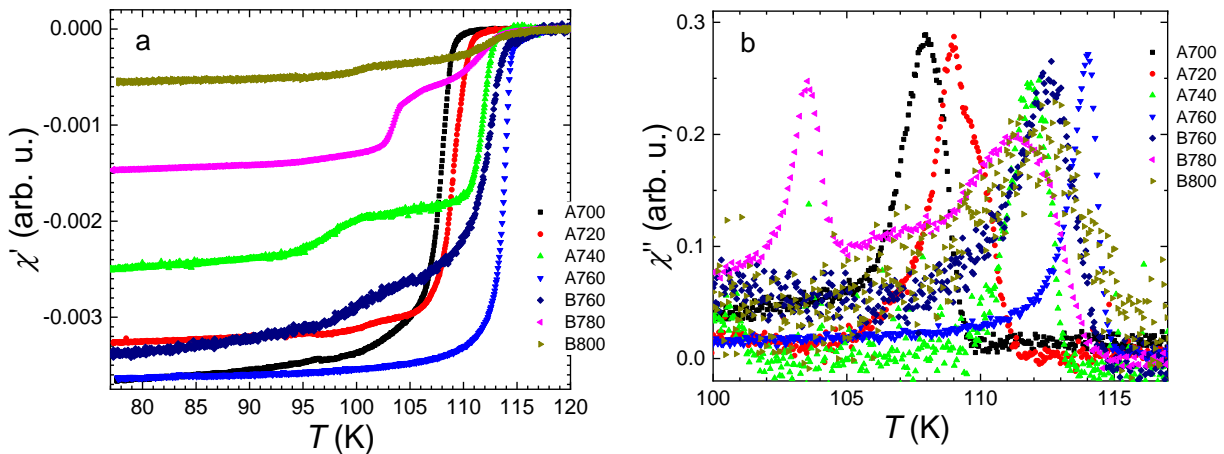 a
0.000
-0.001
-0.002
-0.003
χ' (arb. u.)
80 85 90 95 100 105 110 115 120
T (K)
A700
A720
A740
A760
B760
B780
B800
b
0.3
0.2
0.1
0.0
χ'' (arb. u.)
100 105 110 115
T (K)
A700
A720
A740
A760
B760
B780
B800